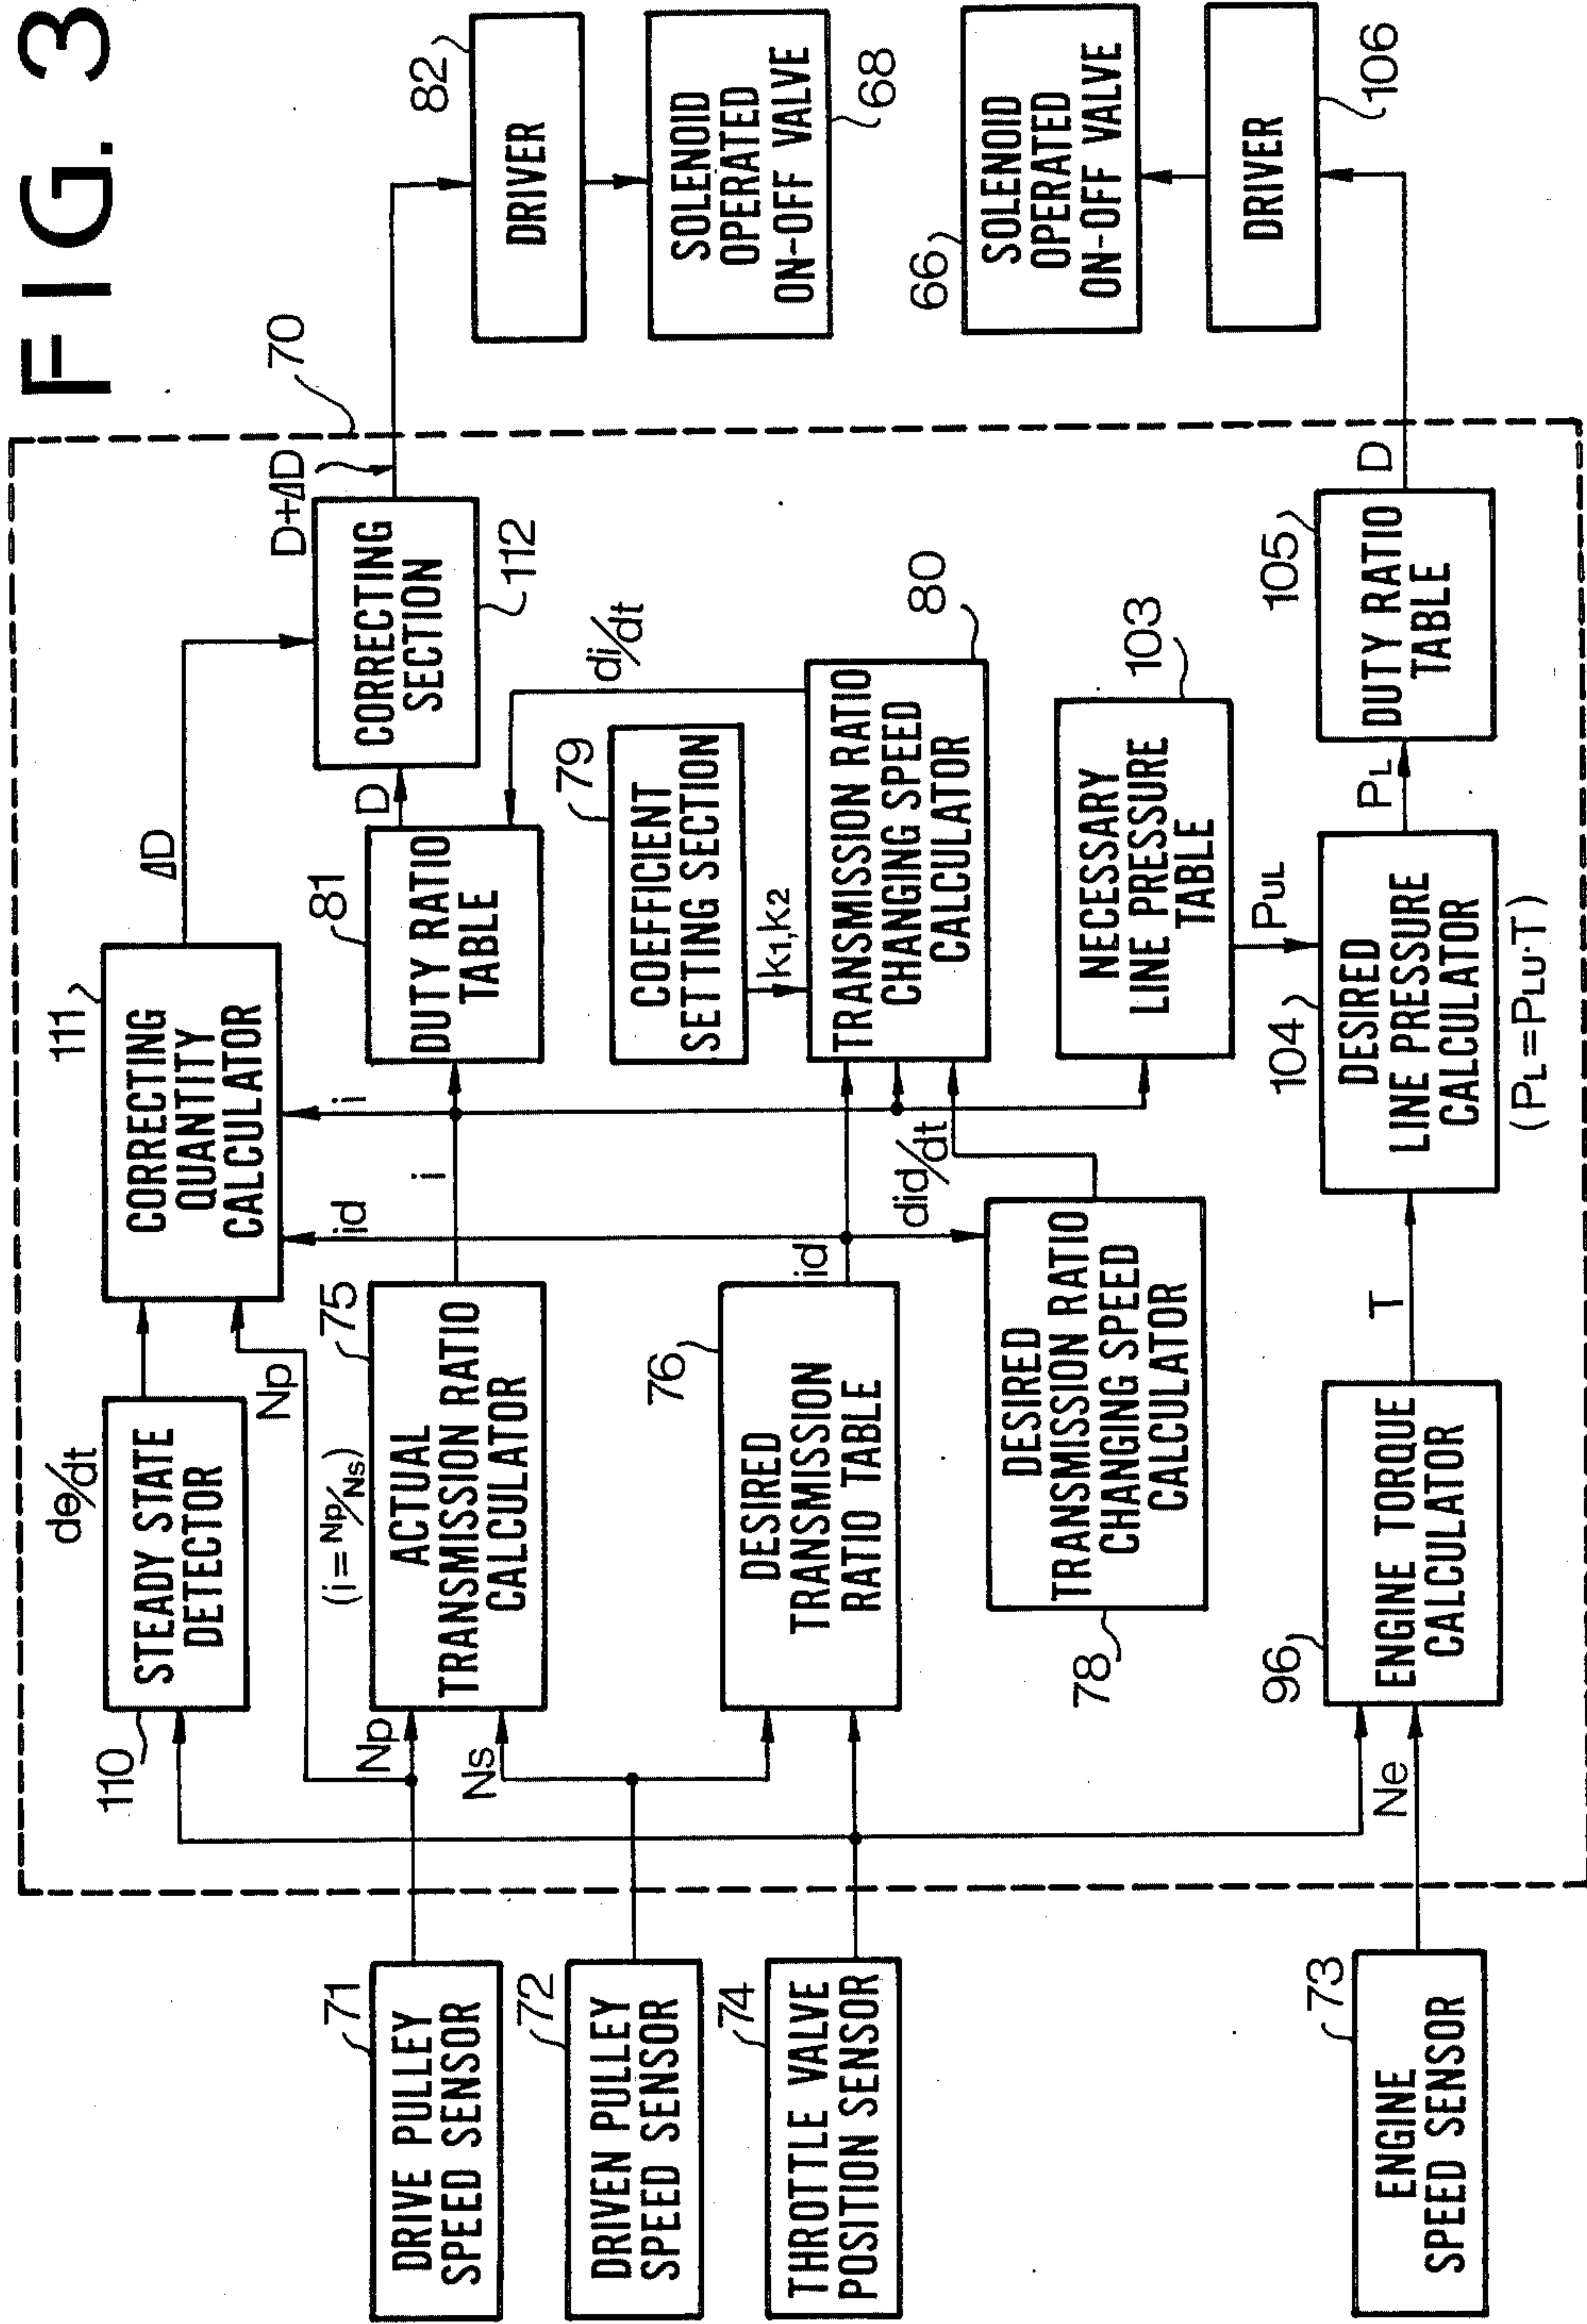 FIG. 3
70
71
DRIVE PULLEY
SPEED SENSOR
72
DRIVEN PULLEY
SPEED SENSOR
74
THROTTLE VALVE
POSITION SENSOR
73
ENGINE
SPEED SENSOR
110
STEADY STATE
DETECTOR
dθ/dt
Np
Np
Ns
(i=Np/Ns)
75
ACTUAL
TRANSMISSION RATIO
CALCULATOR
76
DESIRED
TRANSMISSION
RATIO TABLE
78
DESIRED
TRANSMISSION RATIO
CHANGING SPEED
CALCULATOR
Ne
96
ENGINE TORQUE
CALCULATOR
T
111
CORRECTING
QUANTITY
CALCULATOR
id
i
i
id
did/dt
ΔD
81
DUTY RATIO
TABLE
D
79
COEFFICIENT
SETTING SECTION
k1,k2
di/dt
80
TRANSMISSION RATIO
CHANGING SPEED
CALCULATOR
103
NECESSARY
LINE PRESSURE
TABLE
PUL
104
DESIRED
LINE PRESSURE
CALCULATOR
(PL=PLU·T)
PL
105
DUTY RATIO
TABLE
D
CORRECTING
SECTION
112
D+ΔD
82
DRIVER
SOLENOID
OPERATED
ON-OFF VALVE
68
66
SOLENOID
OPERATED
ON-OFF VALVE
DRIVER
106